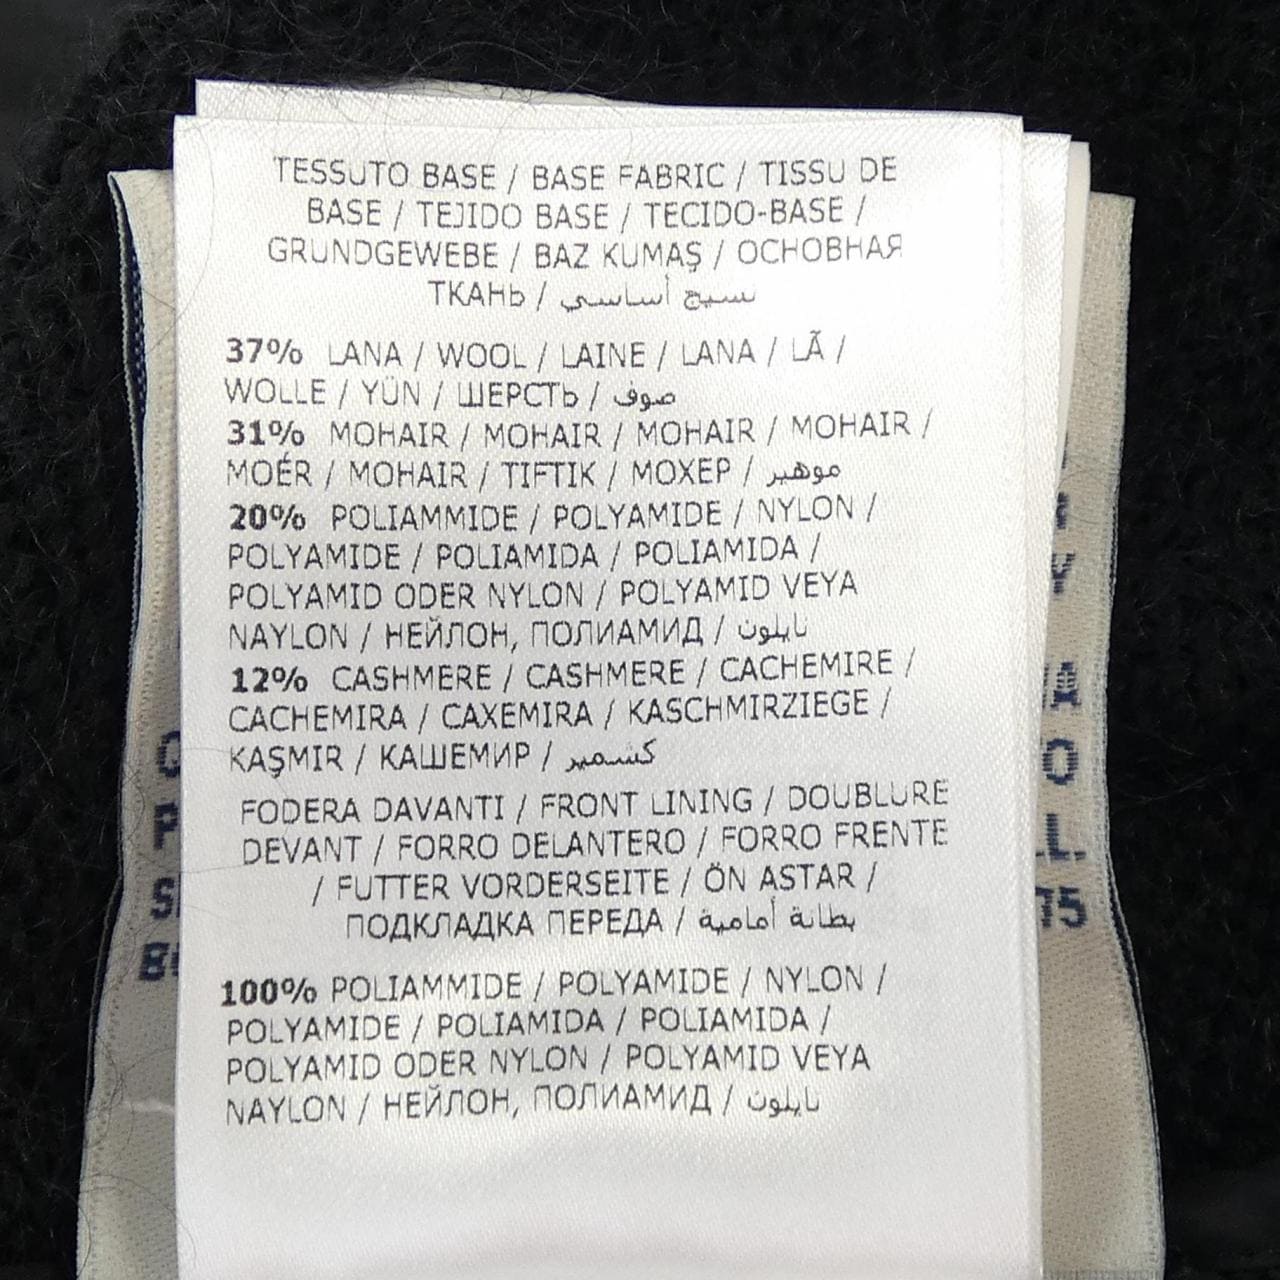 TESSUTO BASE / BASE FABRIC / TISSU DE
BASE / TEJIDO BASE / TECIDO-BASE /
GRUNDGEWEBE / BAZ KUMAŞ / ОСНОВНАЯ
ТКАНЬ / نسيج أساسي
37% LANA / WOOL / LAINE / LANA / LÃ /
WOLLE / YÜN / ШЕРСТЬ / صوف
31% MOHAIR / MOHAIR / MOHAIR / MOHAIR /
MOÉR / MOHAIR / TIFTIK / МОХЕР / موهير
20% POLIAMMIDE / POLYAMIDE / NYLON /
POLYAMIDE / POLIAMIDA / POLIAMIDA /
POLYAMID ODER NYLON / POLYAMID VEYA
NAYLON / НЕЙЛОН, ПОЛИАМИД / نايلون
12% CASHMERE / CASHMERE / CACHEMIRE /
CACHEMIRA / CAXEMIRA / KASCHMIRZIEGE /
KAŞMIR / КАШЕМИР / كشمير
FODERA DAVANTI / FRONT LINING / DOUBLURE
DEVANT / FORRO DELANTERO / FORRO FRENTE
/ FUTTER VORDERSEITE / ÖN ASTAR /
ПОДКЛАДКА ПЕРЕДА / بطانة أمامية
100% POLIAMMIDE / POLYAMIDE / NYLON /
POLYAMIDE / POLIAMIDA / POLIAMIDA /
POLYAMID ODER NYLON / POLYAMID VEYA
NAYLON / НЕЙЛОН, ПОЛИАМИД / نايلون